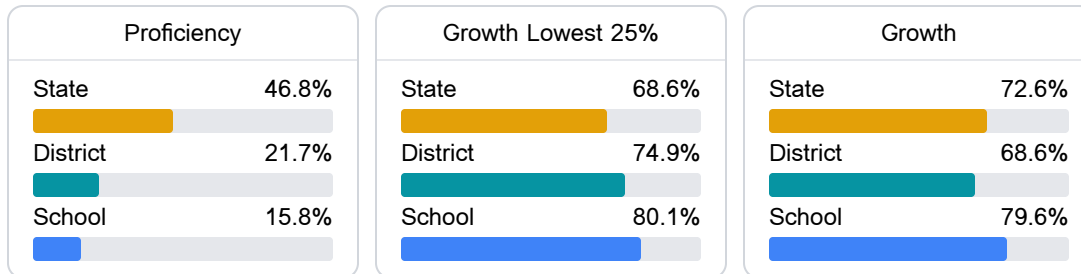 Proficiency
State 46.8%
District 21.7%
School 15.8%
Growth Lowest 25%
State 68.6%
District 74.9%
School 80.1%
Growth
State 72.6%
District 68.6%
School 79.6%